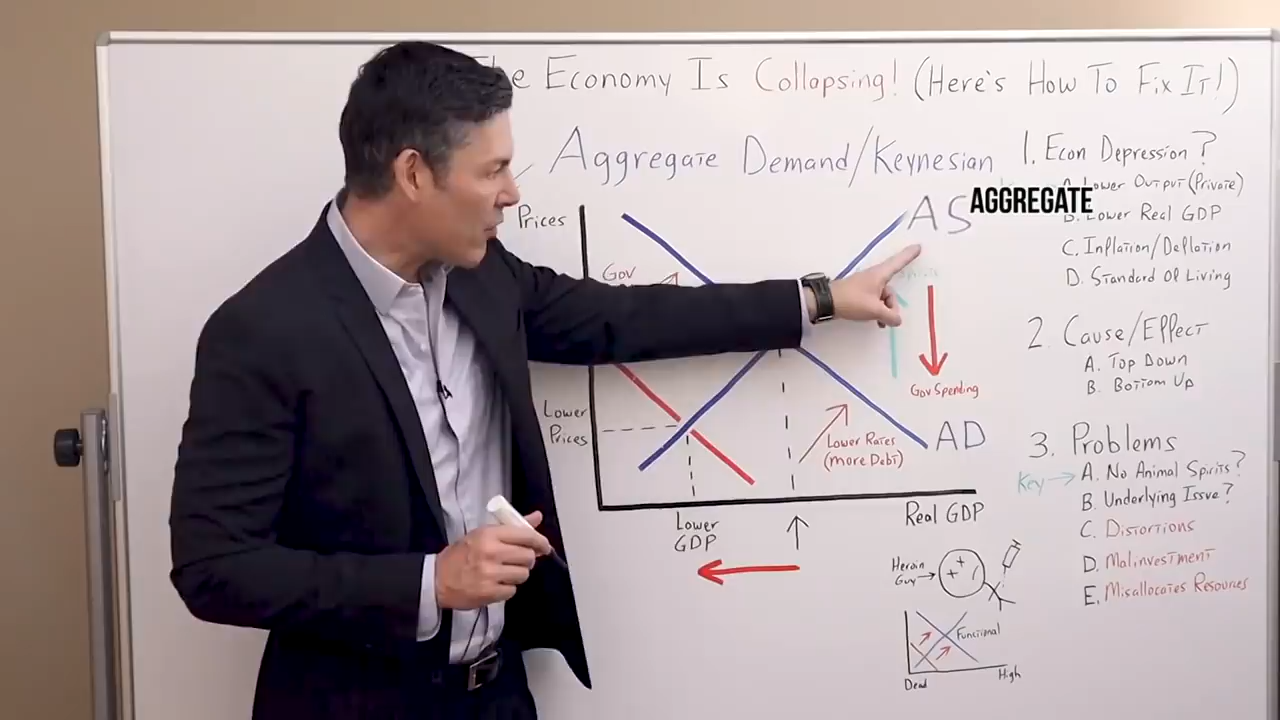 The Economy Is Collapsing! (Here's How To Fix It!)
Aggregate Demand/Keynesian
Prices
AS
AGGREGATE
Gov
Gov Spending
Lower
Prices
Lower Rates
(more Debt)
AD
Lower
GDP
Real GDP
Heroin
Guy
+ +
Functional
Dead
High
1. Econ Depression?
A. Lower Output (Private)
B. Lower Real GDP
C. Inflation/Deflation
D. Standard Of Living
2. Cause/Effect
A. Top Down
B. Bottom Up
3. Problems
Key
A. No Animal Spirits?
B. Underlying Issue?
C. Distortions
D. Malinvestment
E. Misallocates Resources